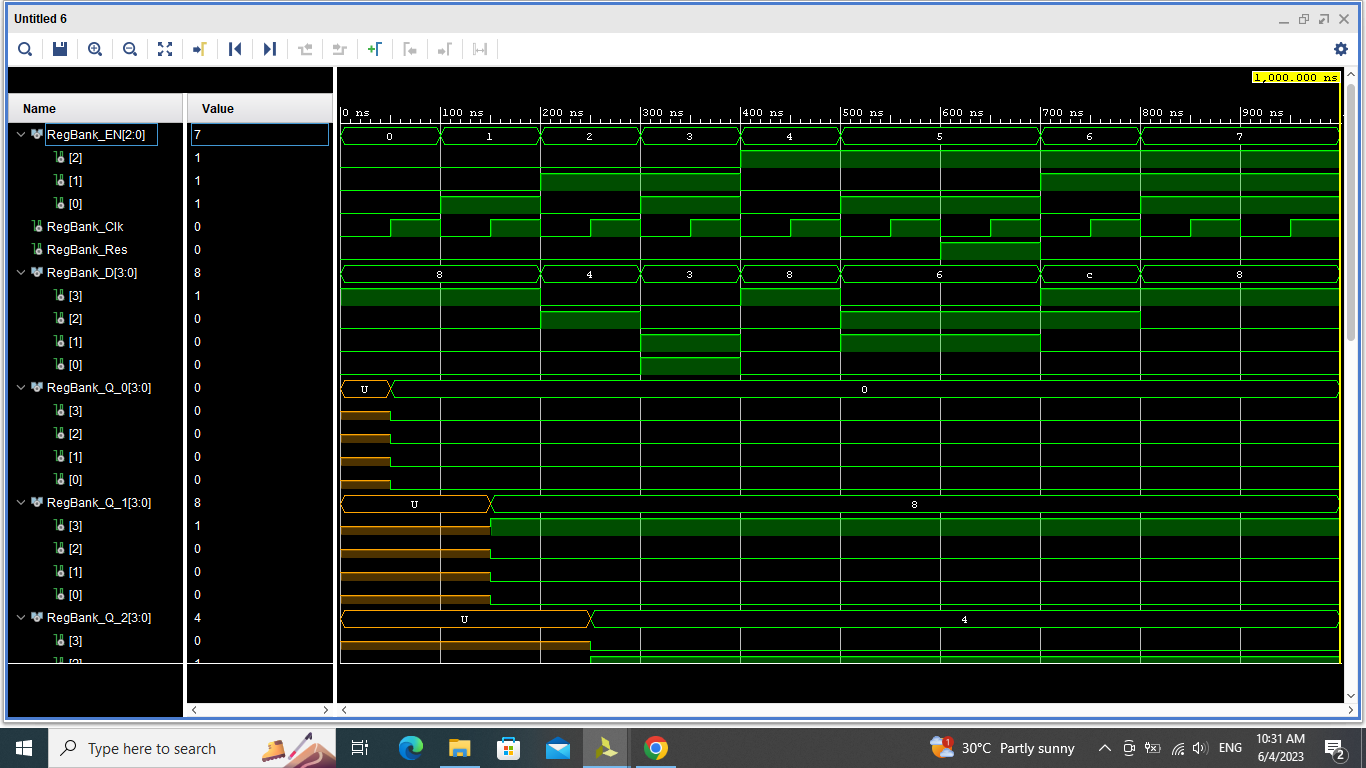 Untitled 6
1,000.000 ns
Name Value
0 ns 100 ns 200 ns 300 ns 400 ns 500 ns 600 ns 700 ns 800 ns 900 ns
RegBank_EN[2:0] 7 0 1 2 3 4 5 6 7
[2] 1
[1] 1
[0] 1
RegBank_Clk 0
RegBank_Res 0
RegBank_D[3:0] 8 8 4 3 8 6 c 8
[3] 1
[2] 0
[1] 0
[0] 0
RegBank_Q_0[3:0] 0 U 0
[3] 0
[2] 0
[1] 0
[0] 0
RegBank_Q_1[3:0] 8 U 8
[3] 1
[2] 0
[1] 0
[0] 0
RegBank_Q_2[3:0] 4 U 4
[3] 0
[2] 1
Type here to search 1 30°C Partly sunny ENG 10:31 AM 2
6/4/2023